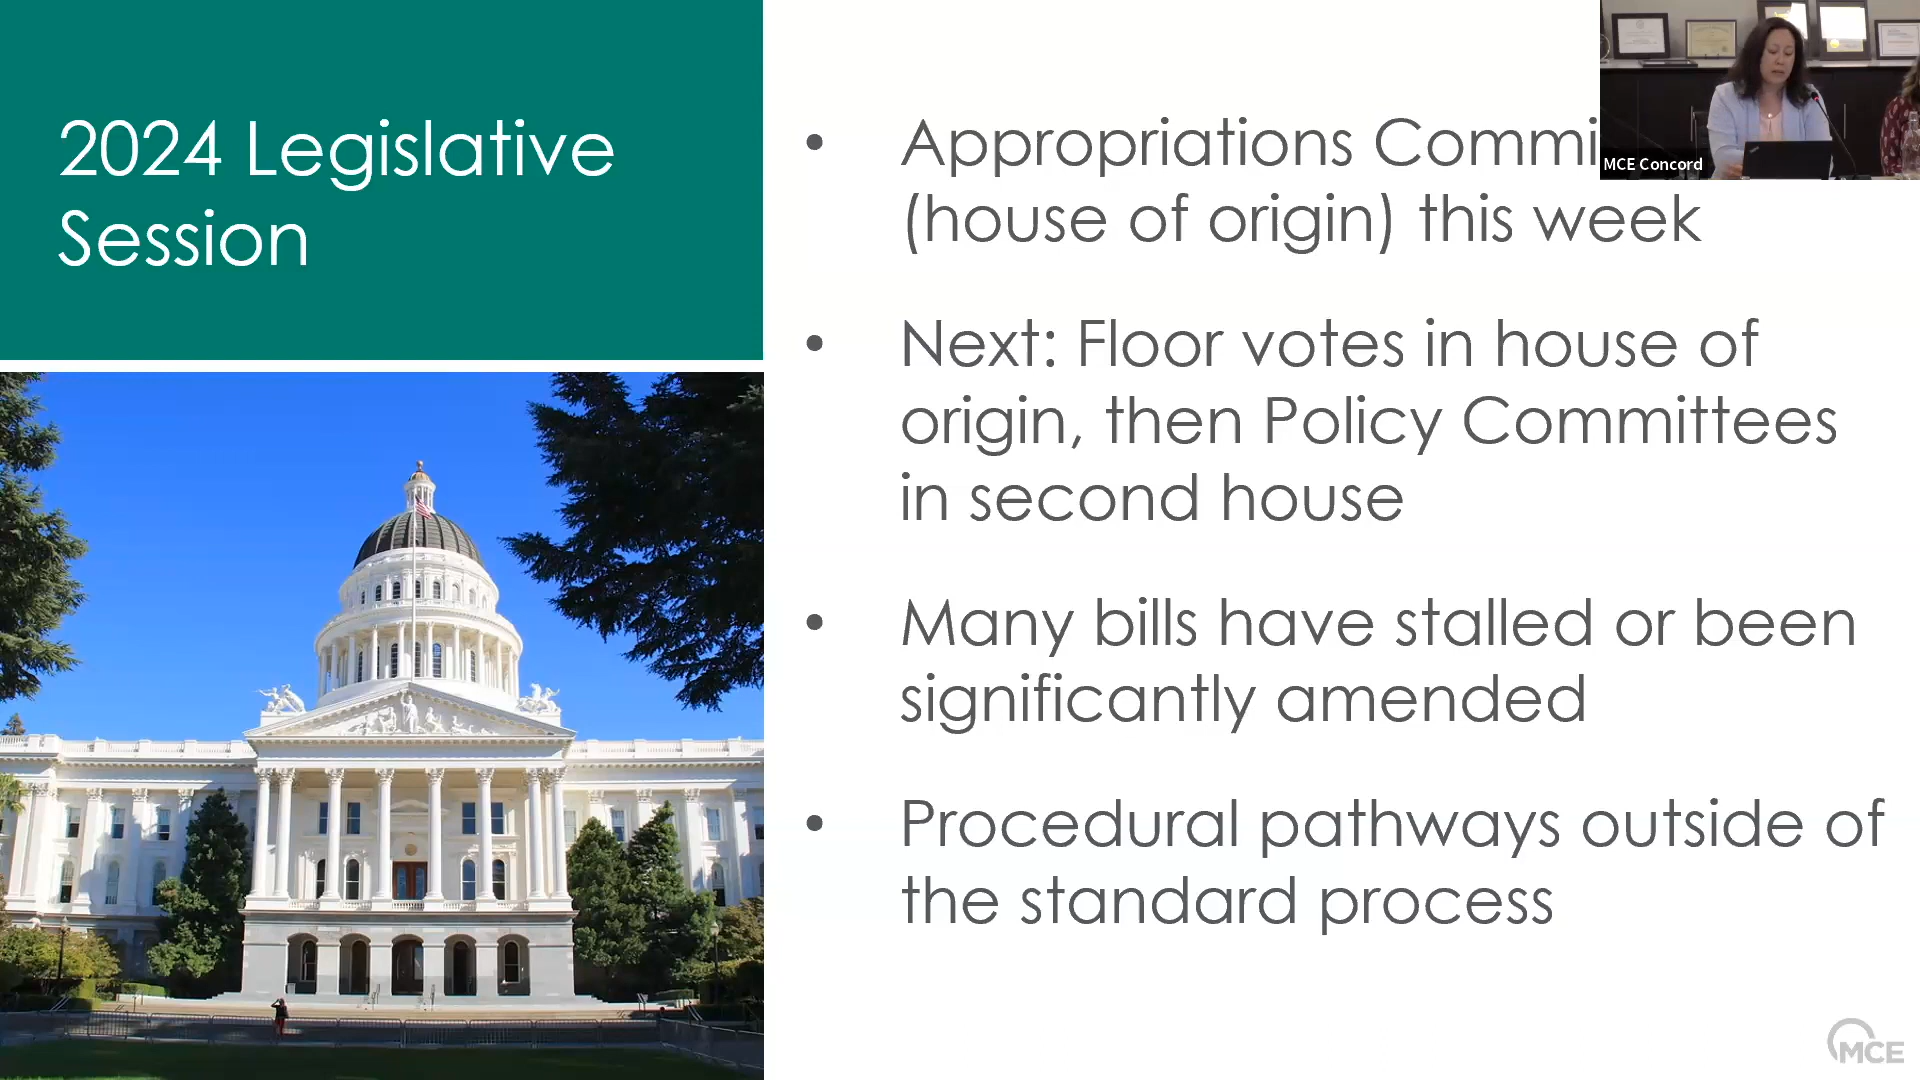 2024 Legislative
Session
• Appropriations Commi
(house of origin) this week
• Next: Floor votes in house of
origin, then Policy Committees
in second house
• Many bills have stalled or been
significantly amended
• Procedural pathways outside of
the standard process
MCE Concord
MCE